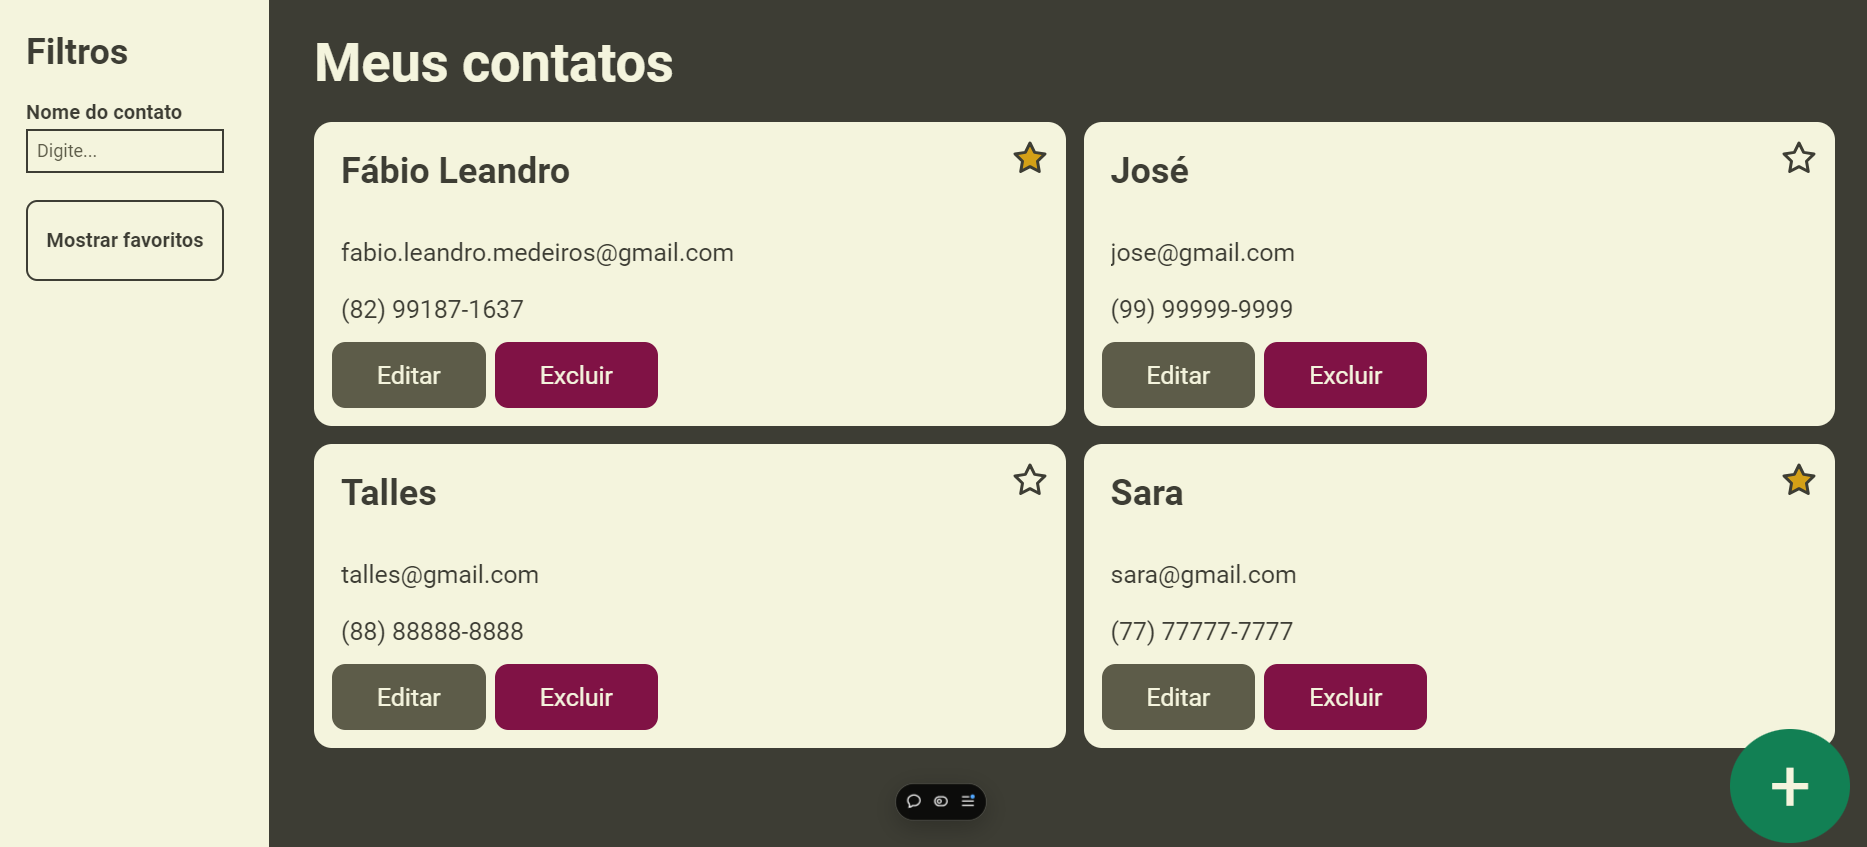 Filtros
Nome do contato
Digite...
Mostrar favoritos
Meus contatos
Fábio Leandro
fabio.leandro.medeiros@gmail.com
(82) 99187-1637
Editar Excluir
José
jose@gmail.com
(99) 99999-9999
Editar Excluir
Talles
talles@gmail.com
(88) 88888-8888
Editar Excluir
Sara
sara@gmail.com
(77) 77777-7777
Editar Excluir
+